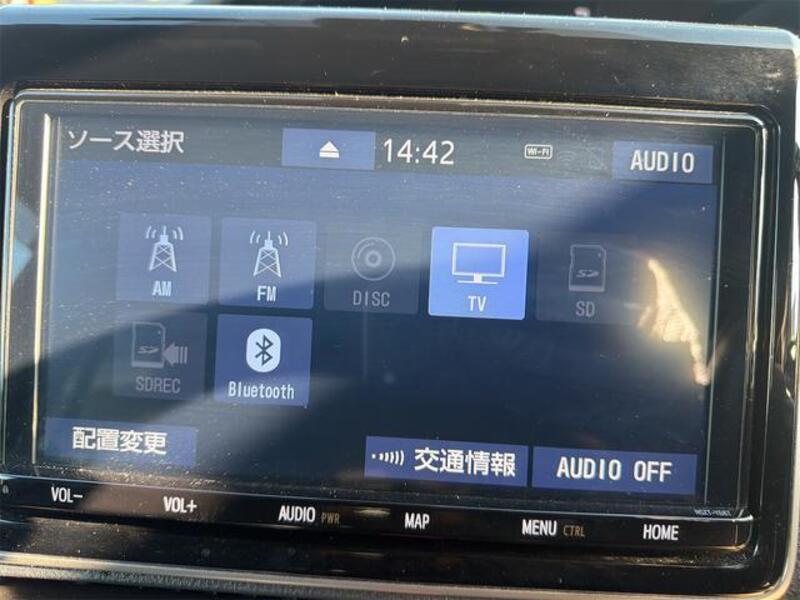 ソース選択
14:42
Wi-Fi
AUDIO
AM
FM
DISC
TV
SD
SDREC
Bluetooth
配置変更
交通情報
AUDIO OFF
VOL-
VOL+
AUDIO PWR
MAP
MENU CTRL
HOME